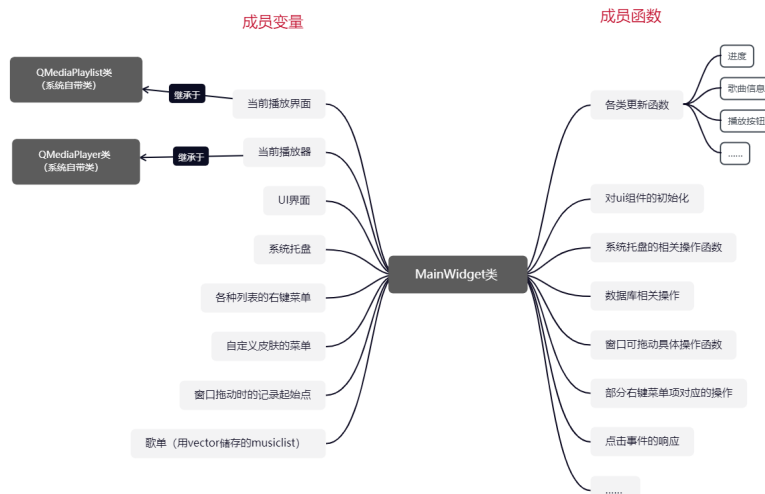 成员变量
成员函数
QMediaPlaylist类
(系统自带类)
继承于
当前播放界面
QMediaPlayer类
(系统自带类)
继承于
当前播放器
UI界面
系统托盘
各种列表的右键菜单
自定义皮肤的菜单
窗口拖动时的记录起始点
歌单（用vector储存的musiclist）
MainWidget类
各类更新函数
进度
歌曲信息
播放按钮
......
对ui组件的初始化
系统托盘的相关操作函数
数据库相关操作
窗口可拖动具体操作函数
部分右键菜单项对应的操作
点击事件的响应
......